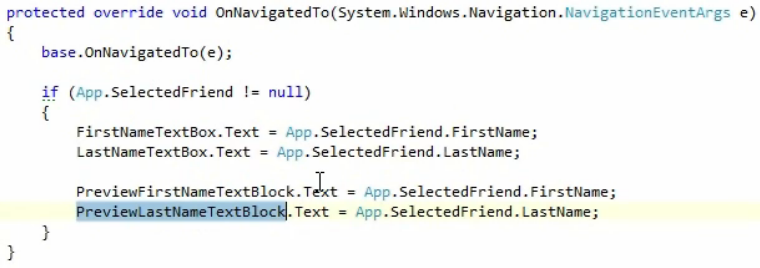 protected override void OnNavigatedTo(System.Windows.Navigation.NavigationEventArgs e)
{
base.OnNavigatedTo(e);
if (App.SelectedFriend != null)
{
FirstNameTextBox.Text = App.SelectedFriend.FirstName;
LastNameTextBox.Text = App.SelectedFriend.LastName;
PreviewFirstNameTextBlock.Text = App.SelectedFriend.FirstName;
PreviewLastNameTextBlock.Text = App.SelectedFriend.LastName;
}
}